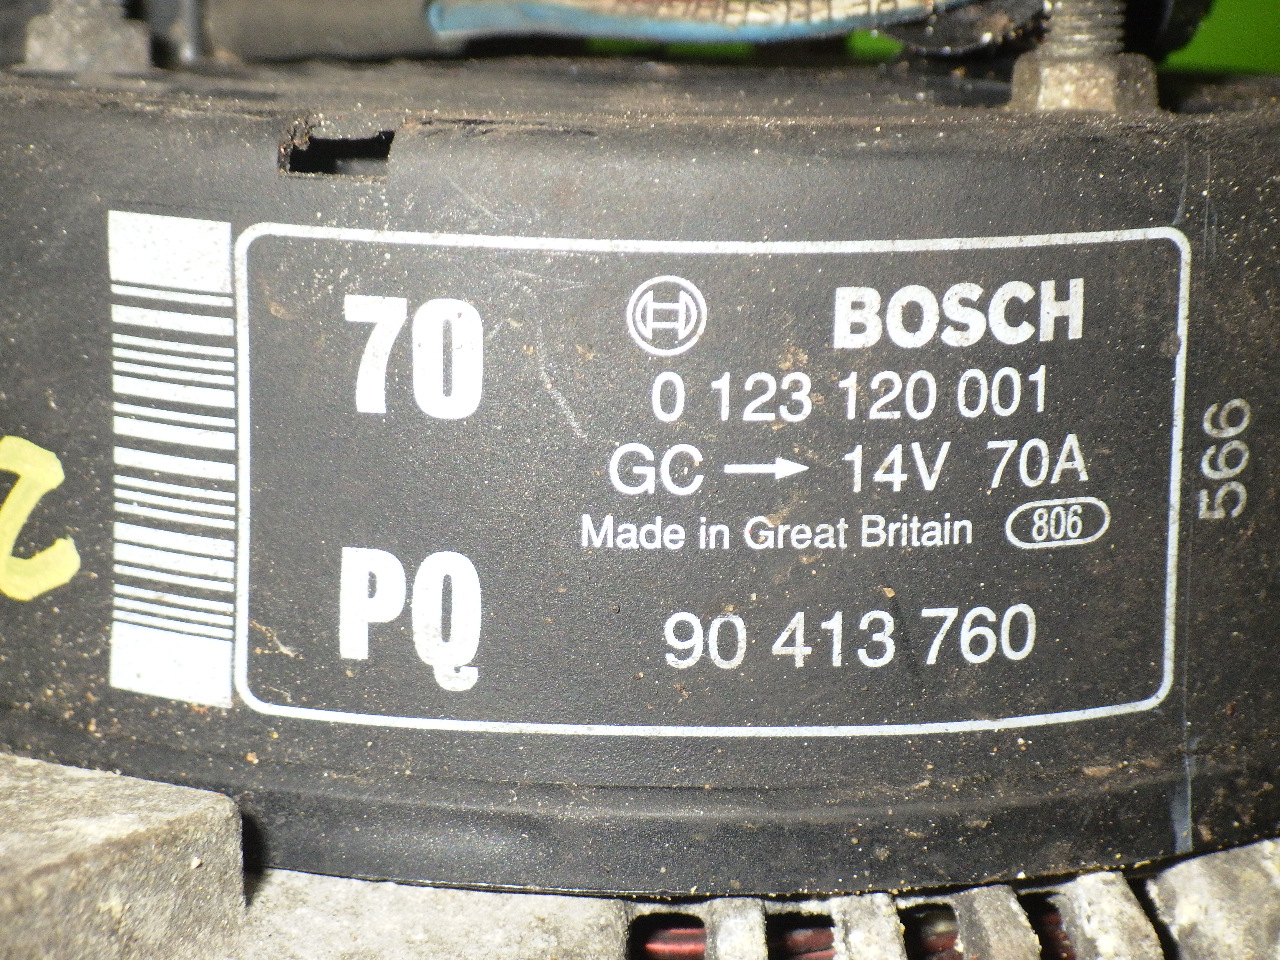 70
BOSCH
0 123 120 001
GC → 14V 70A
Made in Great Britain 806
PQ
90 413 760
566
2